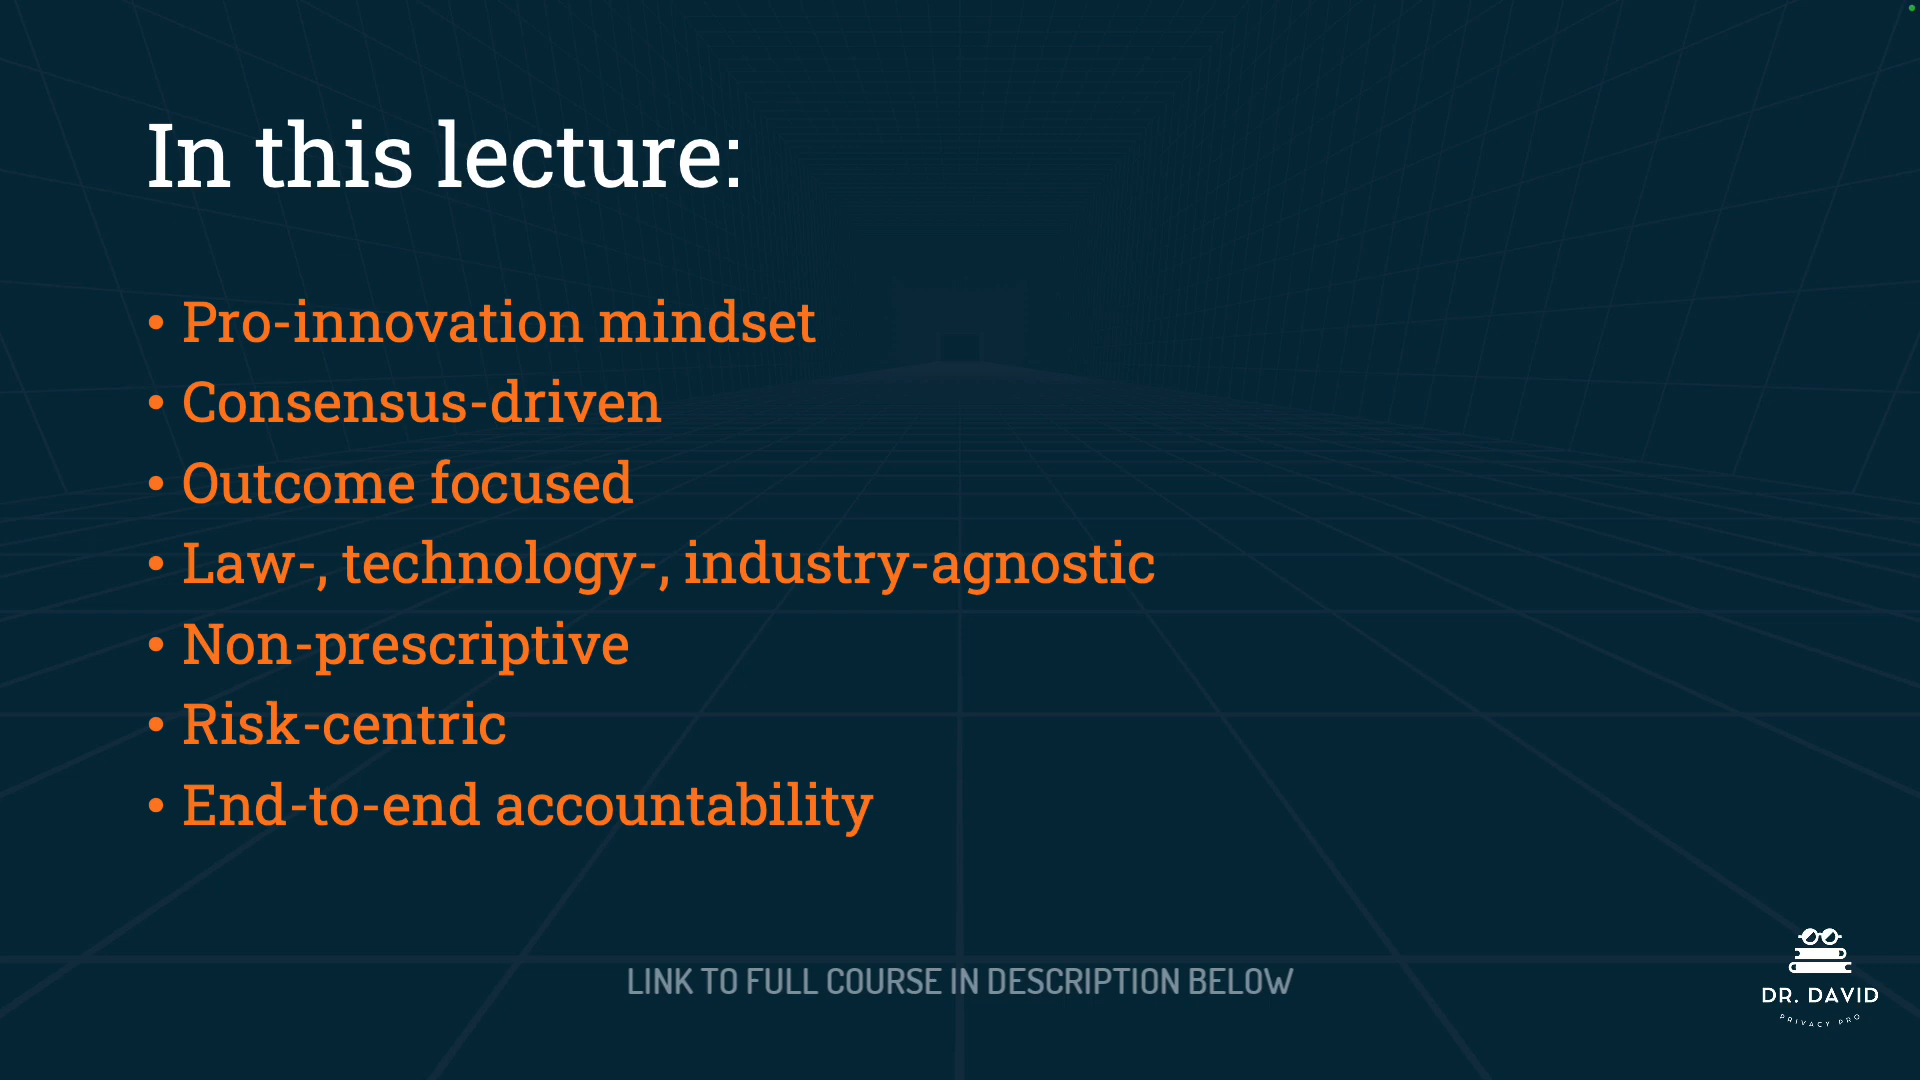 In this lecture:
• Pro-innovation mindset
• Consensus-driven
• Outcome focused
• Law-, technology-, industry-agnostic
• Non-prescriptive
• Risk-centric
• End-to-end accountability
LINK TO FULL COURSE IN DESCRIPTION BELOW
DR. DAVID
PRIVACY PRO